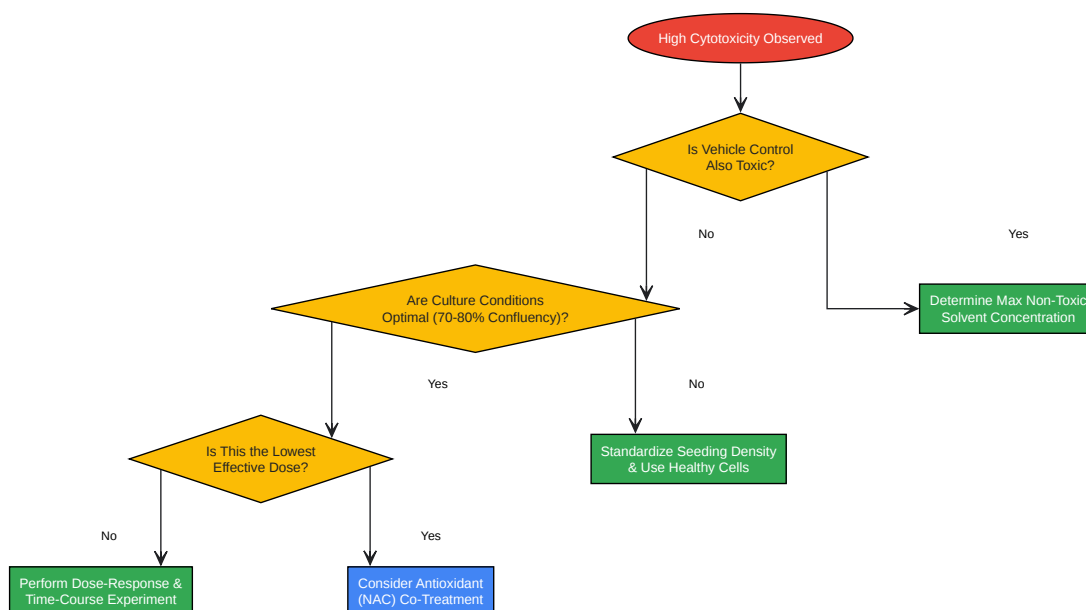 High Cytotoxicity Observed
Is Vehicle Control
Also Toxic?
No
Yes
Are Culture Conditions
Optimal (70-80% Confluency)?
Determine Max Non-Toxic
Solvent Concentration
Yes
No
Is This the Lowest
Effective Dose?
Standardize Seeding Density
& Use Healthy Cells
No
Yes
Perform Dose-Response &
Time-Course Experiment
Consider Antioxidant
(NAC) Co-Treatment